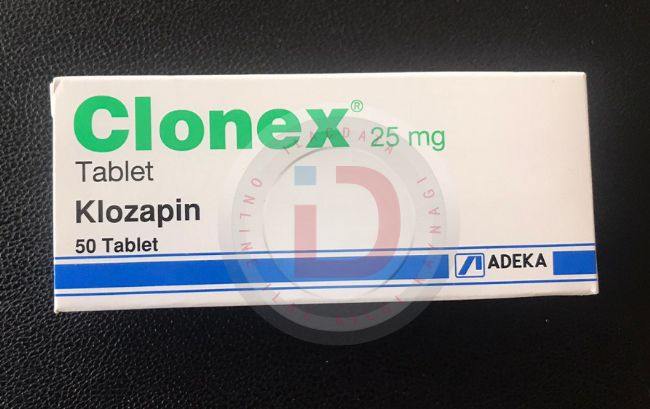 Clonex® 25 mg
Tablet
Klozapin
50 Tablet
ADEKA